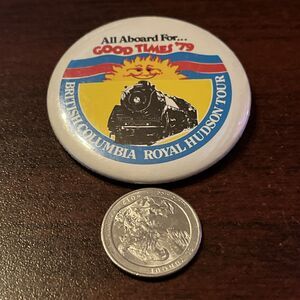 All Aboard For...
GOOD TIMES '79
BRITISH COLUMBIA ROYAL HUDSON TOUR